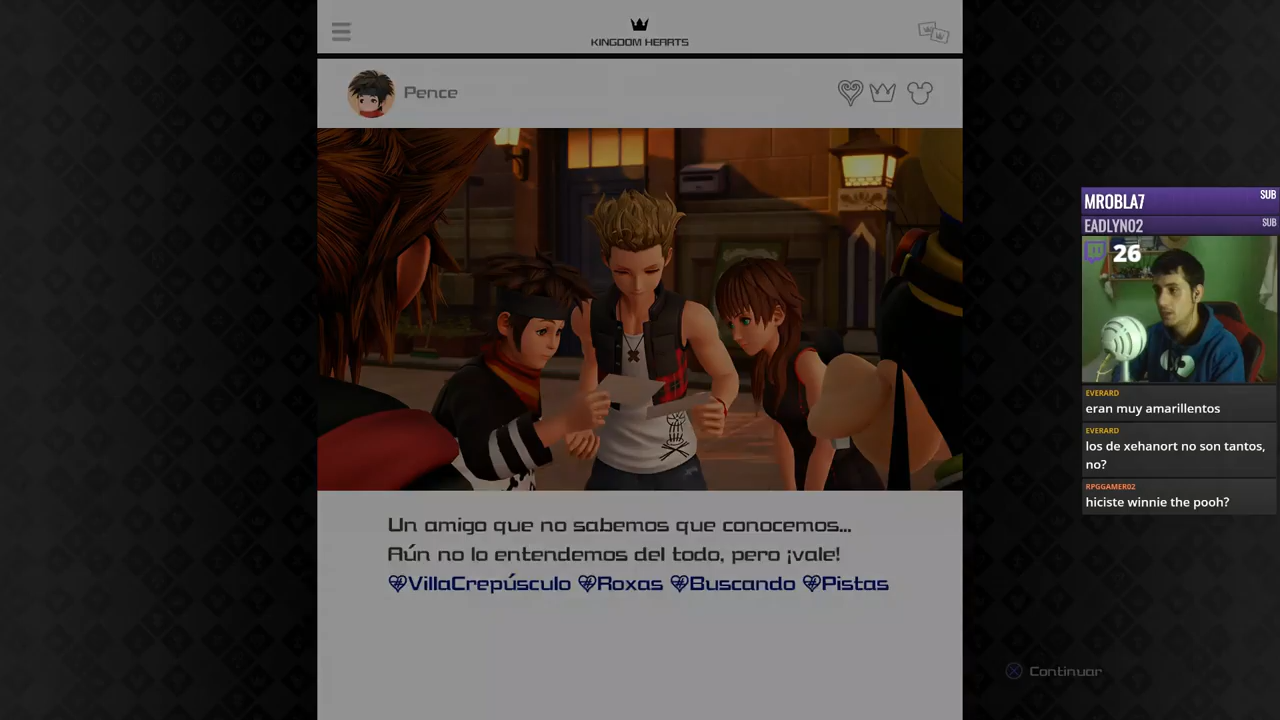 KINGDOM HEARTS
Pence
Un amigo que no sabemos que conocemos...
Aún no lo entendemos del todo, pero ¡vale!
VillaCrepúsculo Roxas Buscando Pistas
Continuar
MROBLA7 SUB
EADLYN02 SUB
26
EVERARD
eran muy amarillentos
EVERARD
los de xehanort no son tantos,
no?
RPGGAMER02
hiciste winnie the pooh?